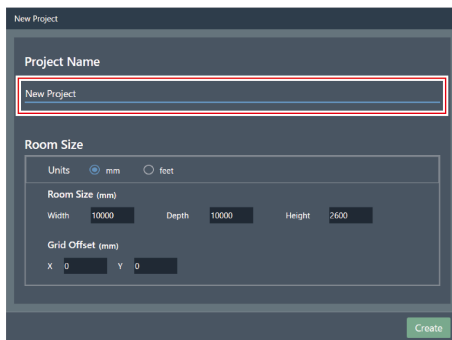 New Project
Project Name
New Project
Room Size
Units mm feet
Room Size (mm)
Width 10000 Depth 10000 Height 2600
Grid Offset (mm)
X 0 Y 0
Create